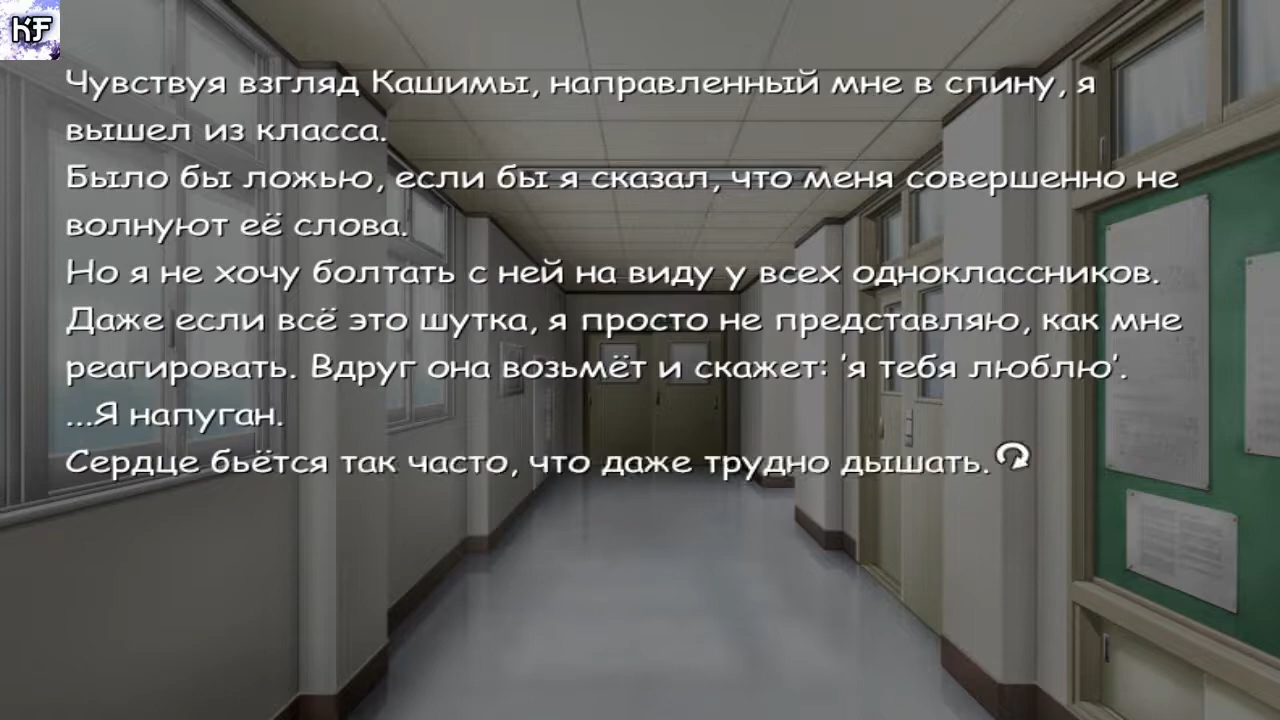 KF
Чувствуя взгляд Кашимы, направленный мне в спину, я
вышел из класса.
Было бы ложью, если бы я сказал, что меня совершенно не
волнуют её слова.
Но я не хочу болтать с ней на виду у всех одноклассников.
Даже если всё это шутка, я просто не представляю, как мне
реагировать. Вдруг она возьмёт и скажет: 'я тебя люблю'.
...Я напуган.
Сердце бьётся так часто, что даже трудно дышать.